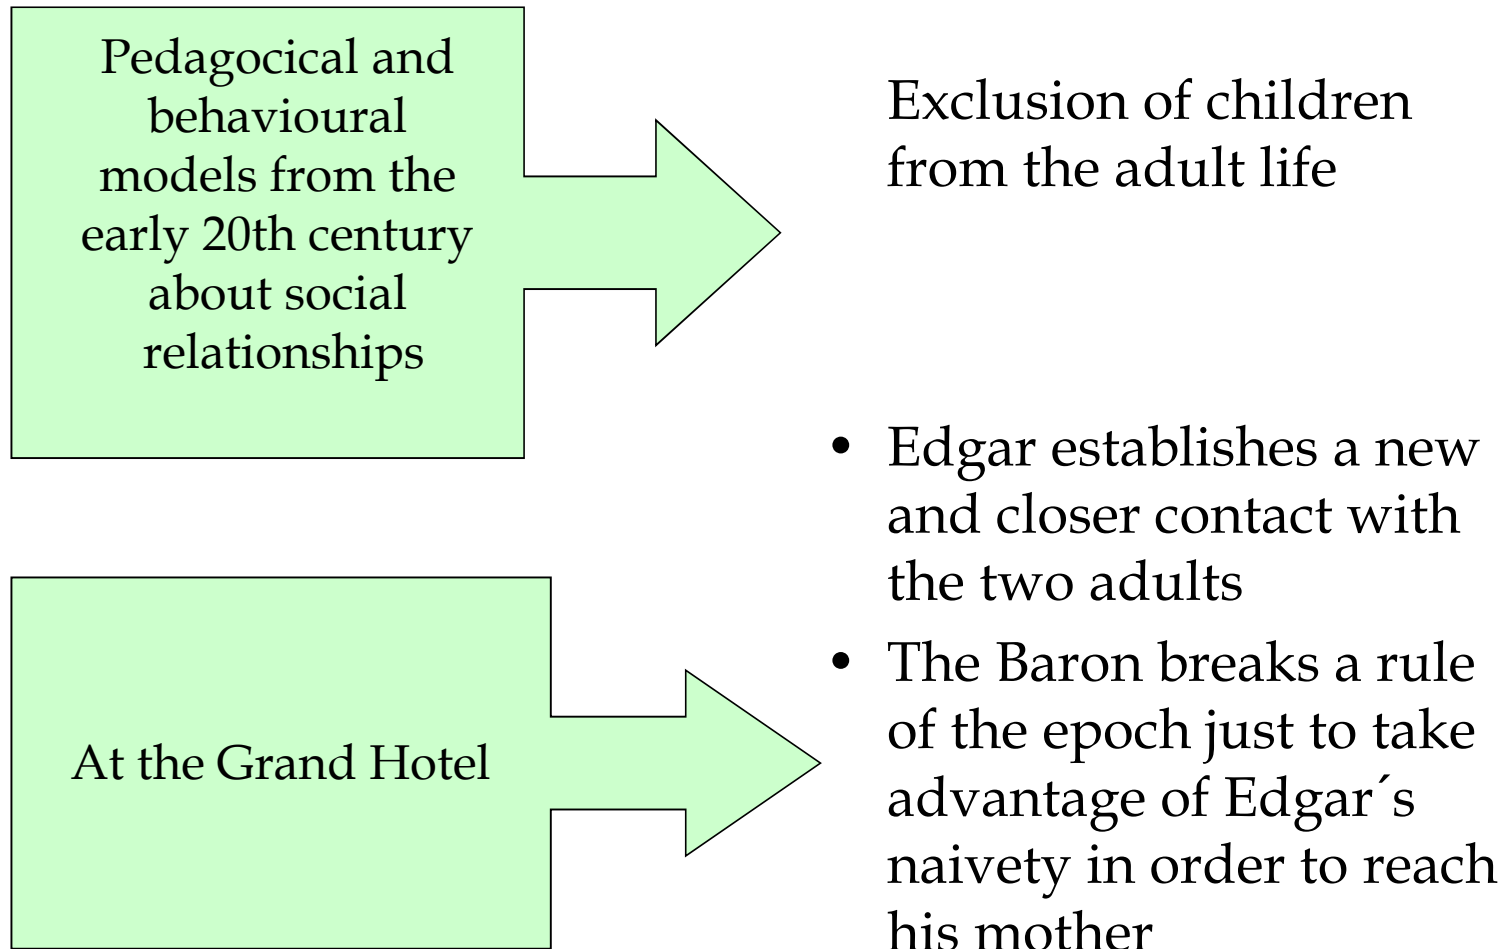 Pedagocical and
behavioural
models from the
early 20th century
about social
relationships
Exclusion of children
from the adult life
At the Grand Hotel
• Edgar establishes a new
and closer contact with
the two adults
• The Baron breaks a rule
of the epoch just to take
advantage of Edgar´s
naivety in order to reach
his mother